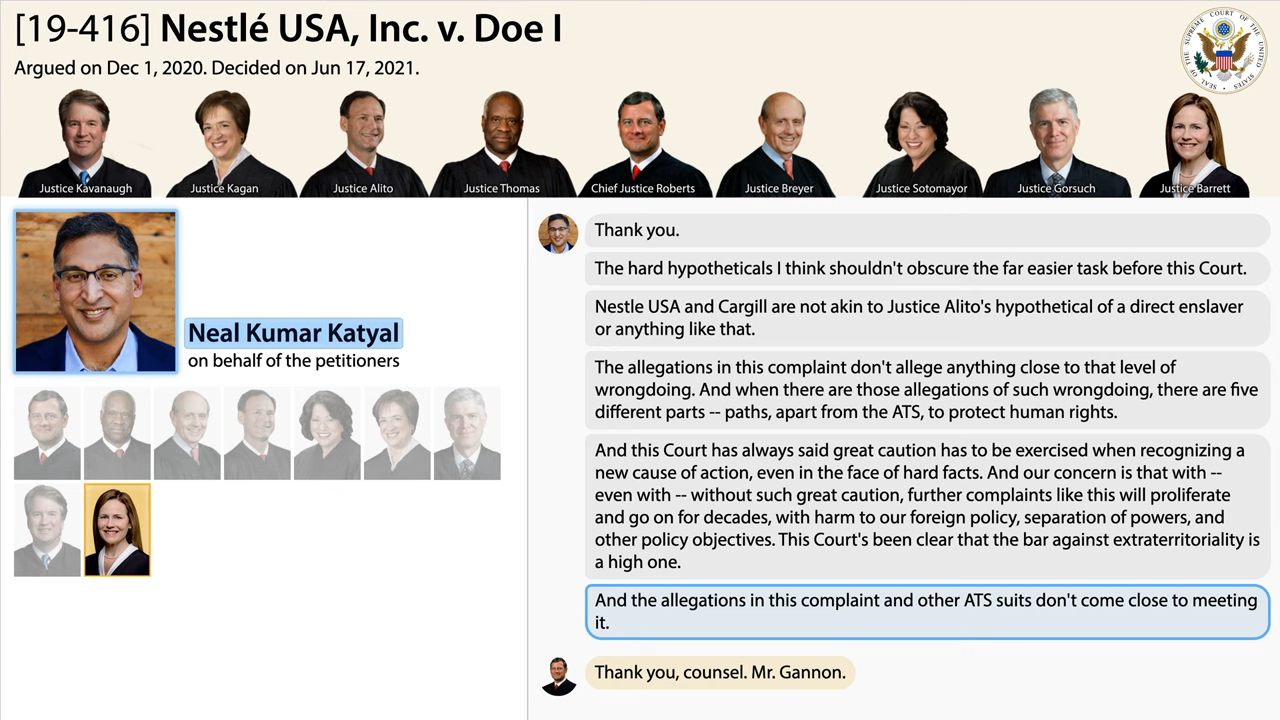 [19-416] Nestlé USA, Inc. v. Doe I
Argued on Dec 1, 2020. Decided on Jun 17, 2021.
SEAL OF THE SUPREME COURT OF THE UNITED STATES
Justice Kavanaugh
Justice Kagan
Justice Alito
Justice Thomas
Chief Justice Roberts
Justice Breyer
Justice Sotomayor
Justice Gorsuch
Justice Barrett
Neal Kumar Katyal
on behalf of the petitioners
Thank you.
The hard hypotheticals I think shouldn't obscure the far easier task before this Court.
Nestle USA and Cargill are not akin to Justice Alito's hypothetical of a direct enslaver
or anything like that.
The allegations in this complaint don't allege anything close to that level of
wrongdoing. And when there are those allegations of such wrongdoing, there are five
different parts -- paths, apart from the ATS, to protect human rights.
And this Court has always said great caution has to be exercised when recognizing a
new cause of action, even in the face of hard facts. And our concern is that with --
even with -- without such great caution, further complaints like this will proliferate
and go on for decades, with harm to our foreign policy, separation of powers, and
other policy objectives. This Court's been clear that the bar against extraterritoriality is
a high one.
And the allegations in this complaint and other ATS suits don't come close to meeting
it.
Thank you, counsel. Mr. Gannon.